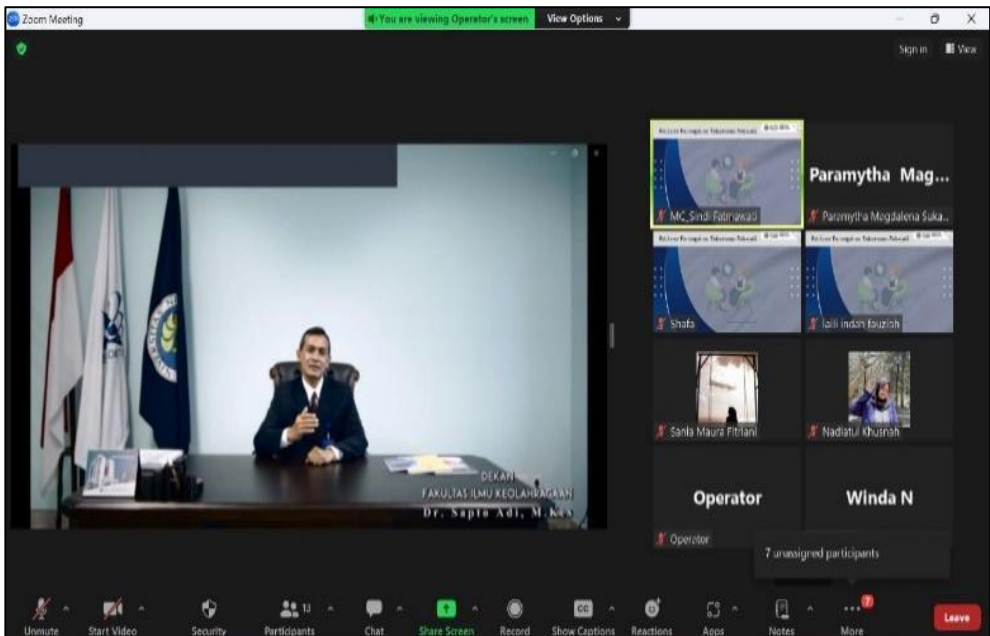 Zoom Meeting
You are viewing Operator's screen
View Options
Sign in
View
MC_Sindi Fatmawati
Paramytha Mag...
Paramytha Magdalena Suka...
Shafa
laili indah fauziah
Sania Maura Fitriani
Nadiatul Khusnah
DEKAN
FAKULTAS ILMU KEOLAHRAGAAN
Dr. Sapto Adi, M.Kes
Operator
Operator
Winda N
7 unassigned participants
Unmute
Start Video
Security
13
Participants
Chat
Share Screen
Record
CC
Show Captions
Reactions
Apps
Notes
7
More
Leave